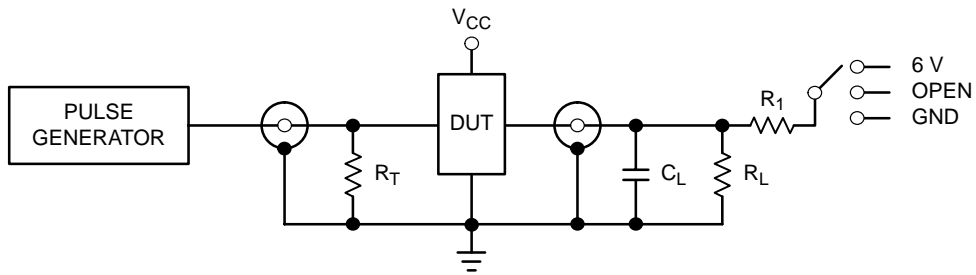 V_CC
PULSE
GENERATOR
R_T
DUT
C_L
R_L
R_1
6 V
OPEN
GND